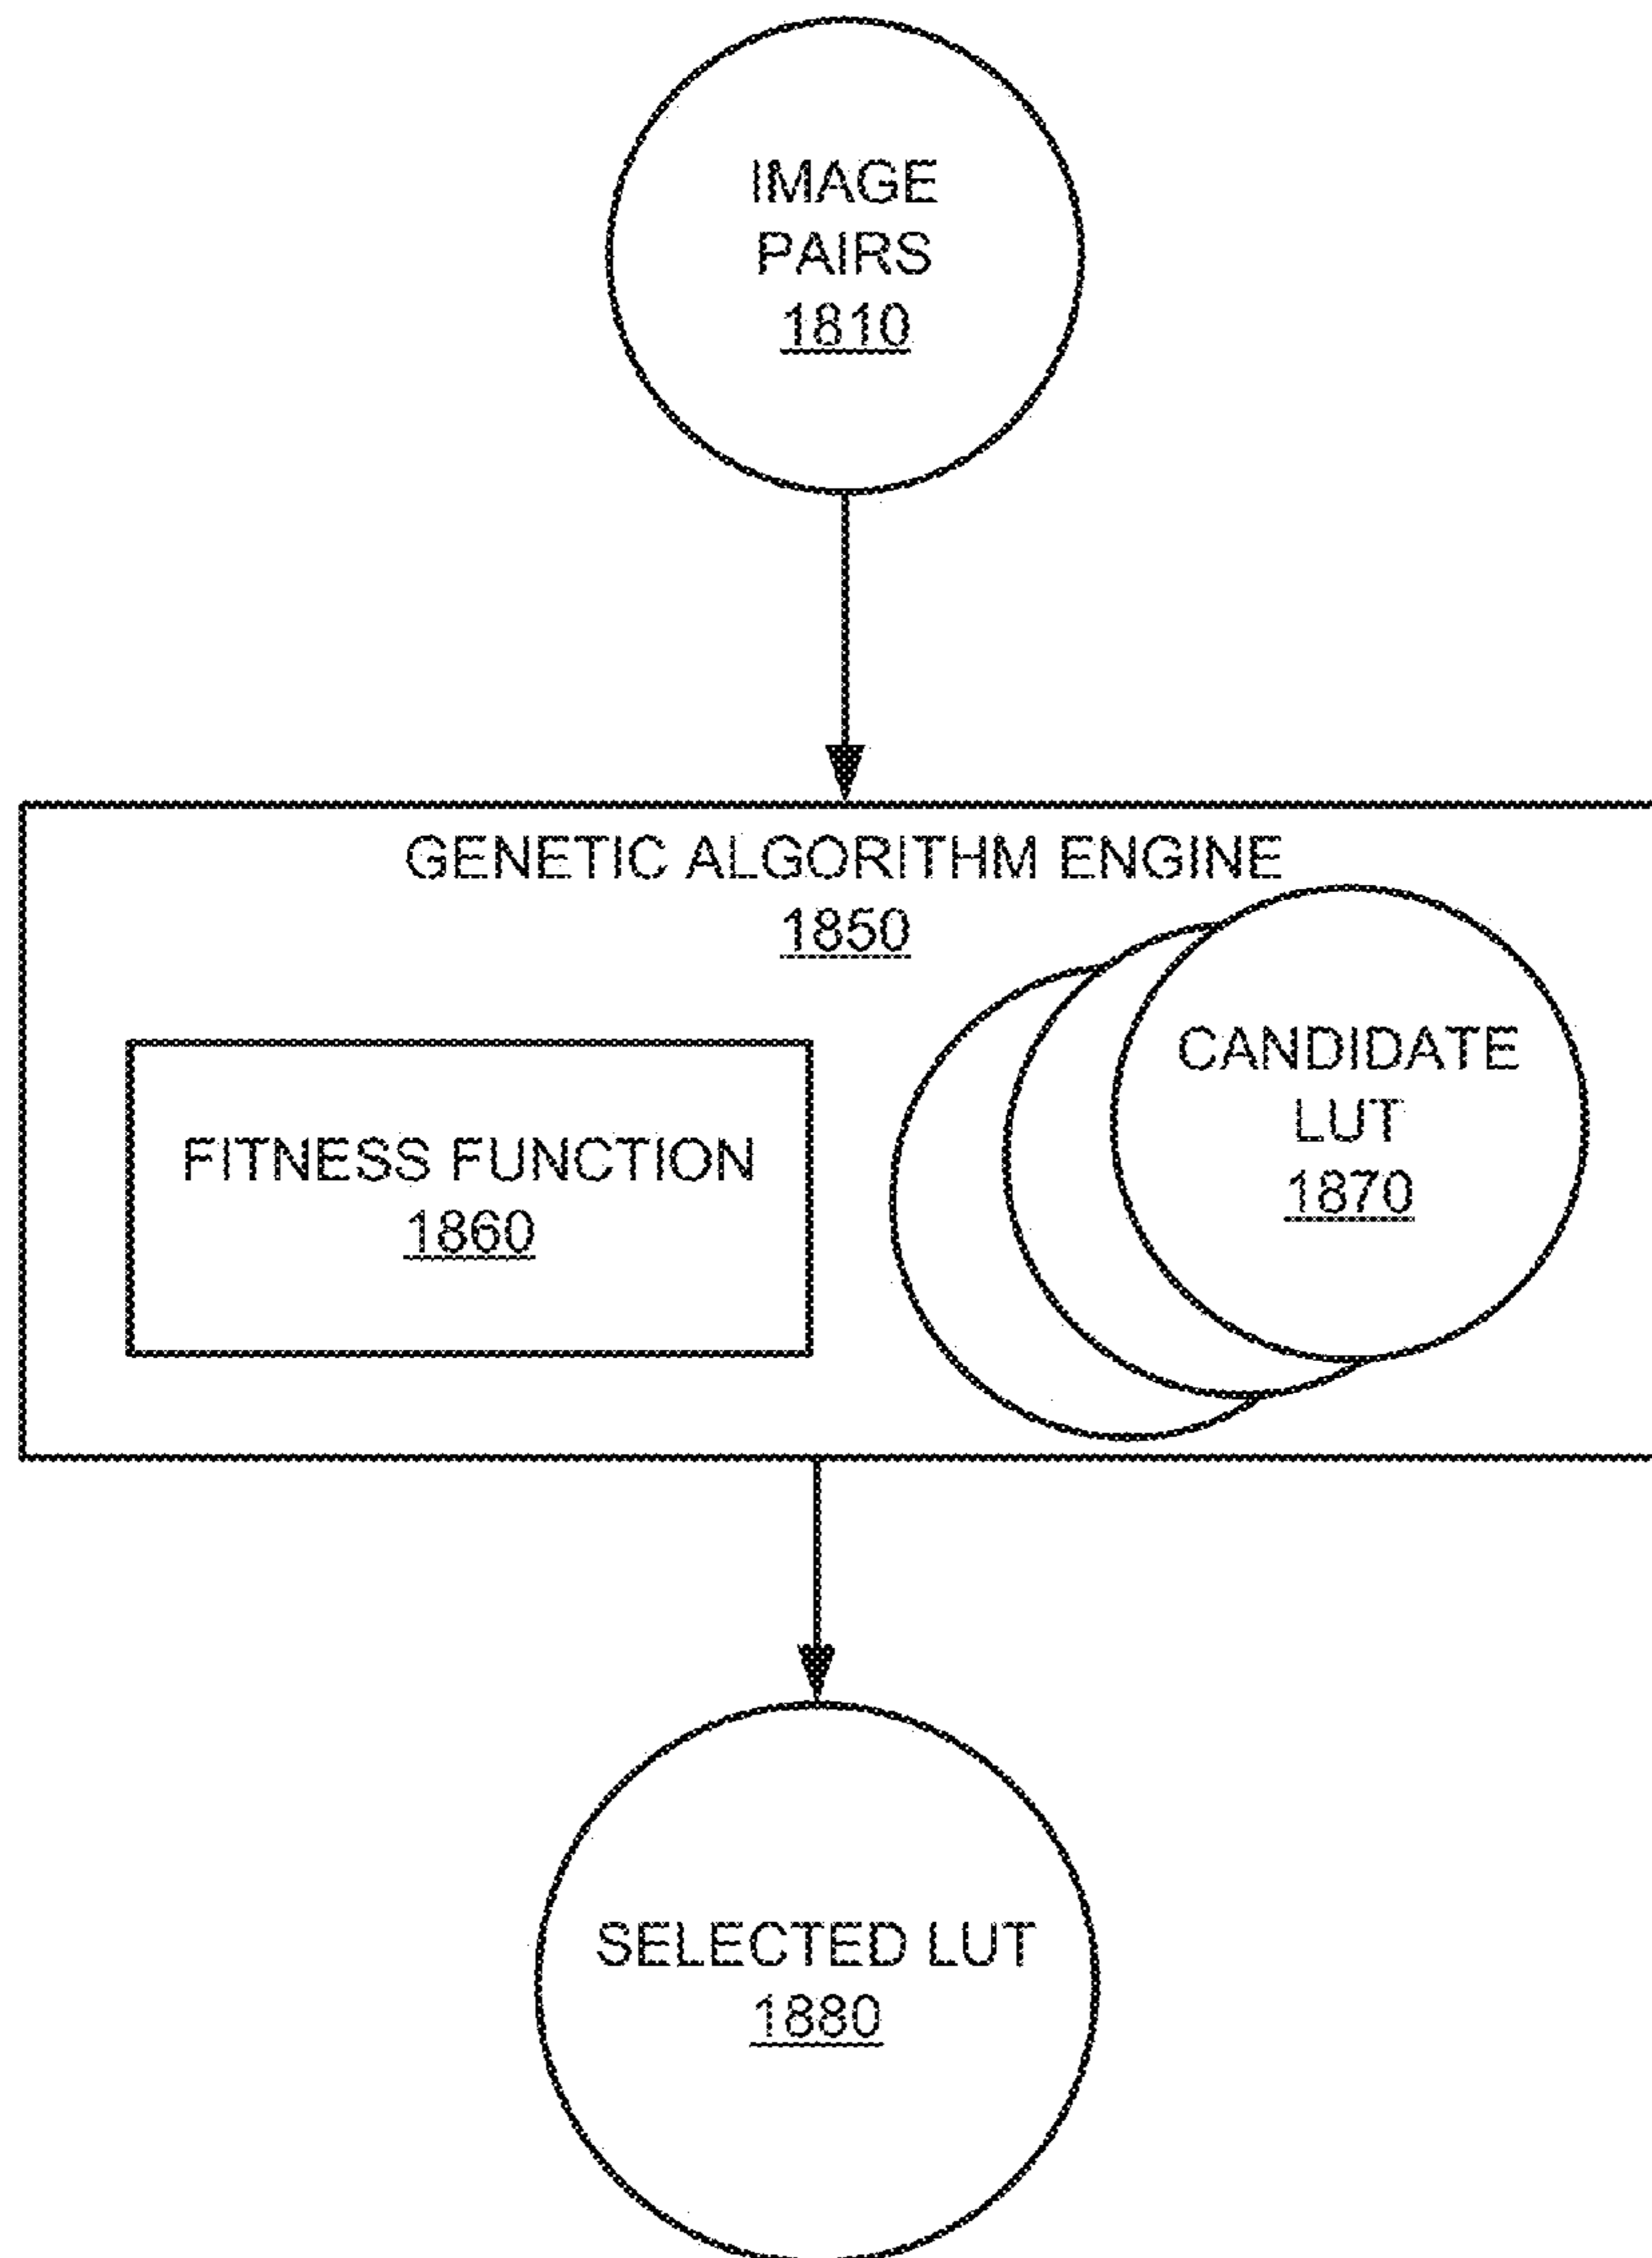 IMAGE
PAIRS
1810
GENETIC ALGORITHM ENGINE
1850
FITNESS FUNCTION
1860
CANDIDATE
LUT
1870
SELECTED LUT
1880